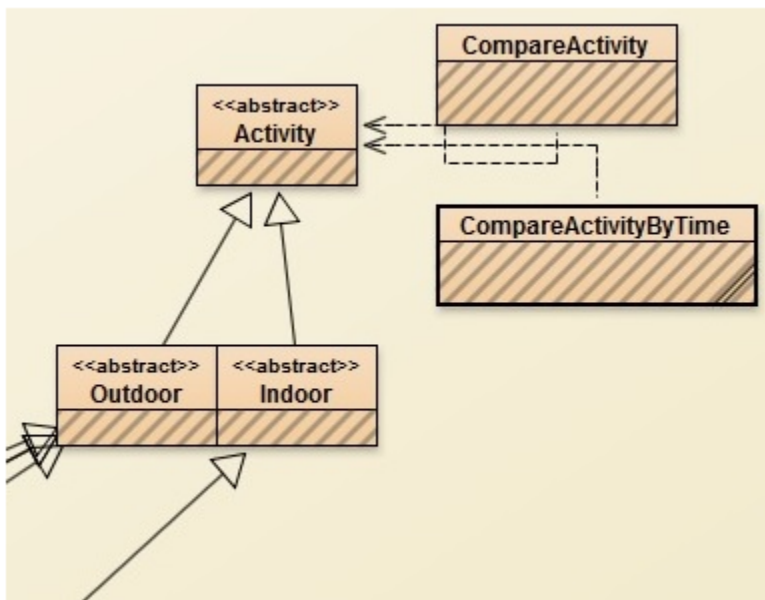 CompareActivity
<<abstract>>
Activity
CompareActivityByTime
<<abstract>>
Outdoor
<<abstract>>
Indoor